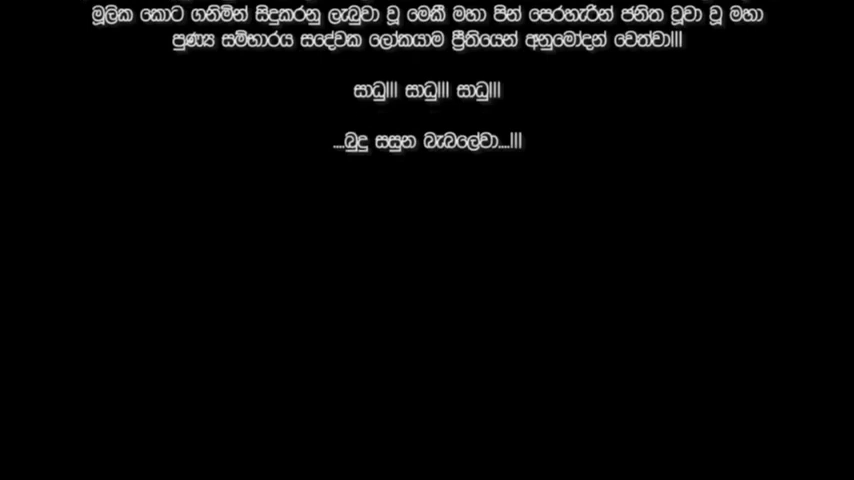 මූලික කොට ගනිමින් සිදුකරනු ලැබුවා වූ මෙකී මහා පින් පෙරහැරින් ජනිත වූවා වූ මහා
පුණ්‍ය සම්භාරය සදේවක ලෝකයාම ප්‍රීතියෙන් අනුමෝදන් වෙත්වා!!!
සාධු!!! සාධු!!! සාධු!!!
....බුදු සසුන බැබලේවා....!!!